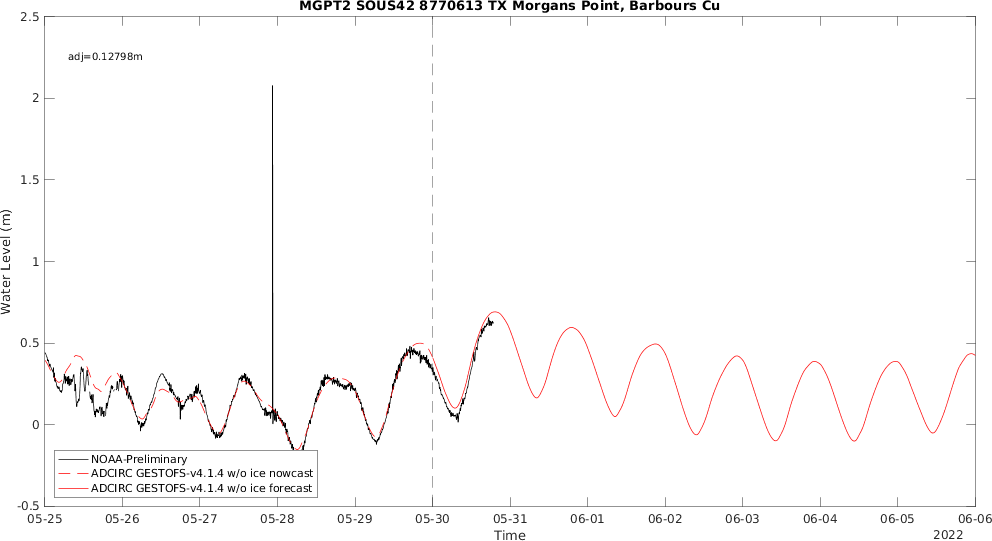 MGPT2 SOUS42 8770613 TX Morgans Point, Barbours Cu
adj=0.12798m
2.5
2
1.5
1
0.5
0
-0.5
Water Level (m)
NOAA-Preliminary
ADCIRC GESTOFS-v4.1.4 w/o ice nowcast
ADCIRC GESTOFS-v4.1.4 w/o ice forecast
05-25 05-26 05-27 05-28 05-29 05-30 05-31 06-01 06-02 06-03 06-04 06-05 06-06
Time
2022